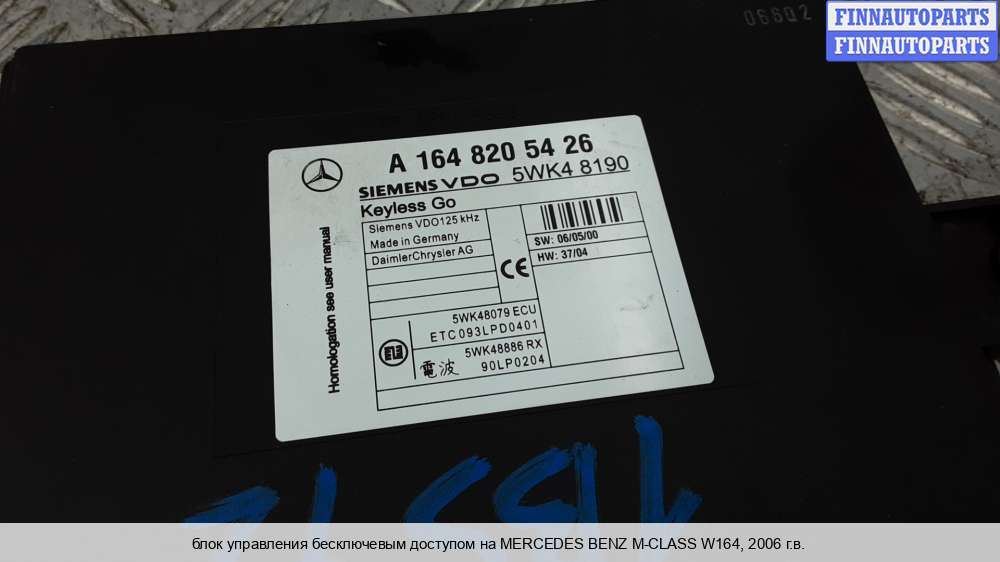 06602
FINNAUTOPARTS
FINNAUTOPARTS
A 164 820 54 26
SIEMENS VDO 5WK4 8190
Keyless Go
Siemens VDO125 kHz
Made in Germany
DaimlerChrysler AG
SW: 06/05/00
HW: 37/04
CE
Homologation see user manual
5WK48079 ECU
ETC093LPD0401
5WK48886 RX
電波 90LP0204
блок управления бесключевым доступом на MERCEDES BENZ M-CLASS W164, 2006 г.в.